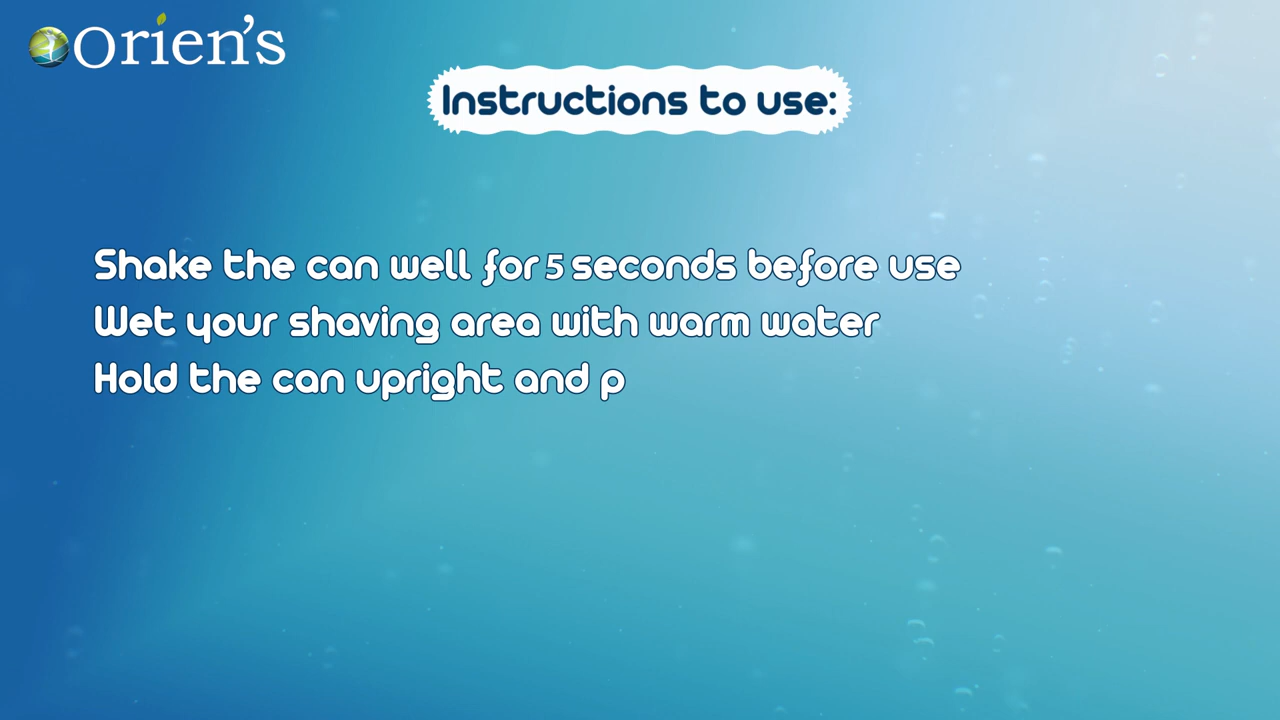 Orien's
Instructions to use:
Shake the can well for 5 seconds before use
Wet your shaving area with warm water
Hold the can upright and p